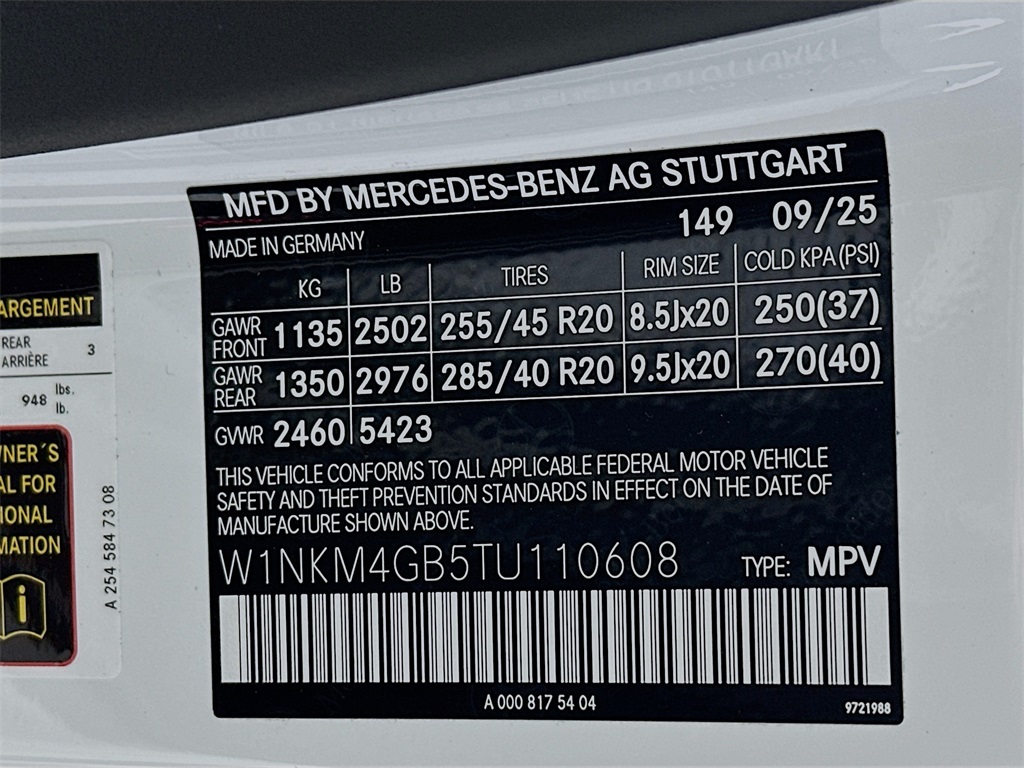 MFD BY MERCEDES-BENZ AG STUTTGART
149 09/25
MADE IN GERMANY
KG LB TIRES RIM SIZE COLD KPA(PSI)
GAWR FRONT 1135 2502 255/45 R20 8.5Jx20 250(37)
GAWR REAR 1350 2976 285/40 R20 9.5Jx20 270(40)
GVWR 2460 5423
THIS VEHICLE CONFORMS TO ALL APPLICABLE FEDERAL MOTOR VEHICLE
SAFETY AND THEFT PREVENTION STANDARDS IN EFFECT ON THE DATE OF
MANUFACTURE SHOWN ABOVE.
W1NKM4GB5TU110608 TYPE: MPV
A 000 817 54 04
9721988
ARGEMENT
REAR
ARRIÈRE 3
948 lbs.
lb.
NER´S
AL FOR
IONAL
MATION
i
A 254 584 73 08